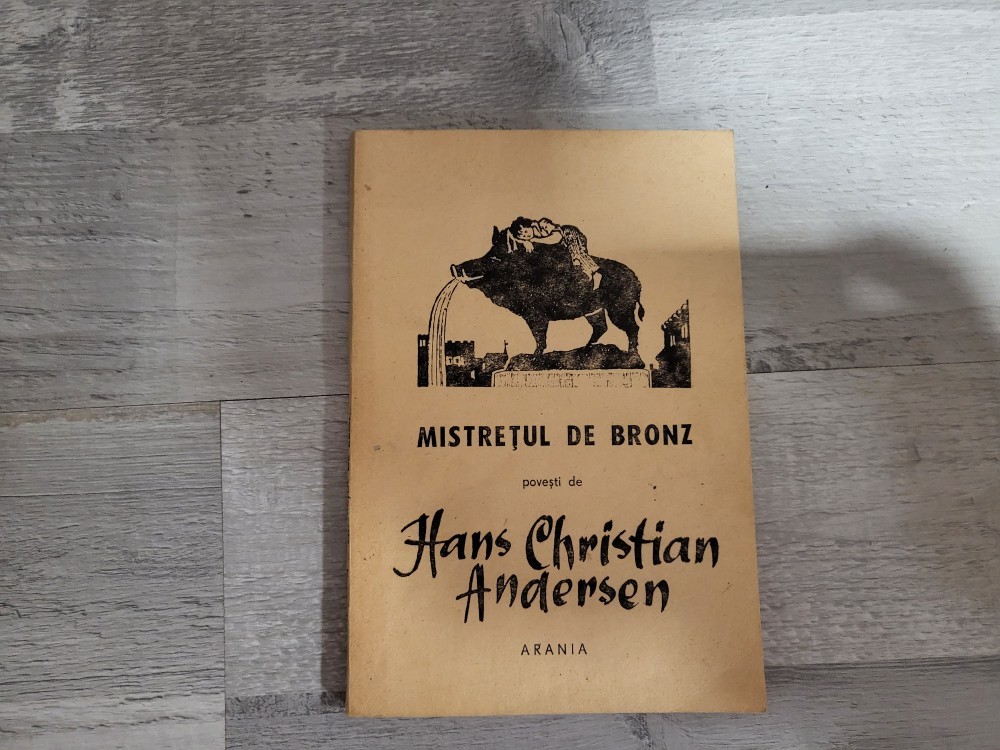 MISTREȚUL DE BRONZ
povești de
Hans Christian
Andersen
ARANIA